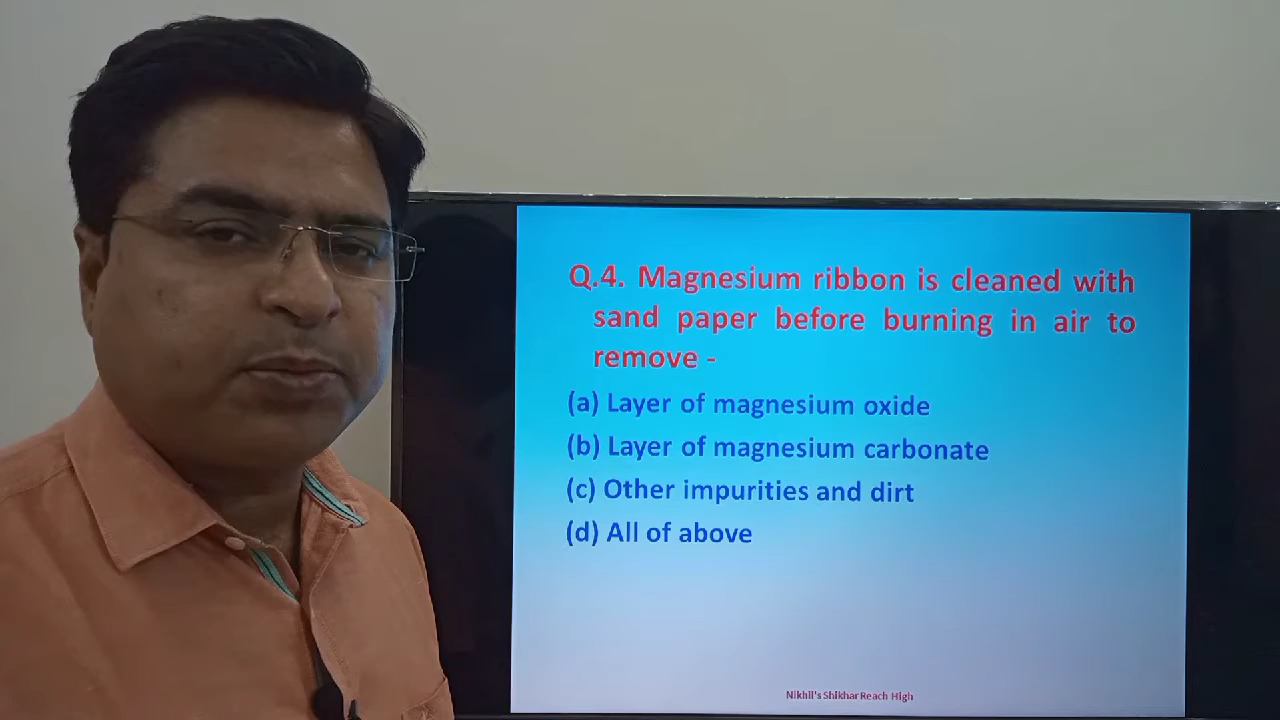 Q.4. Magnesium ribbon is cleaned with
sand paper before burning in air to
remove -
(a) Layer of magnesium oxide
(b) Layer of magnesium carbonate
(c) Other impurities and dirt
(d) All of above
Nikhil's Shikhar Reach High